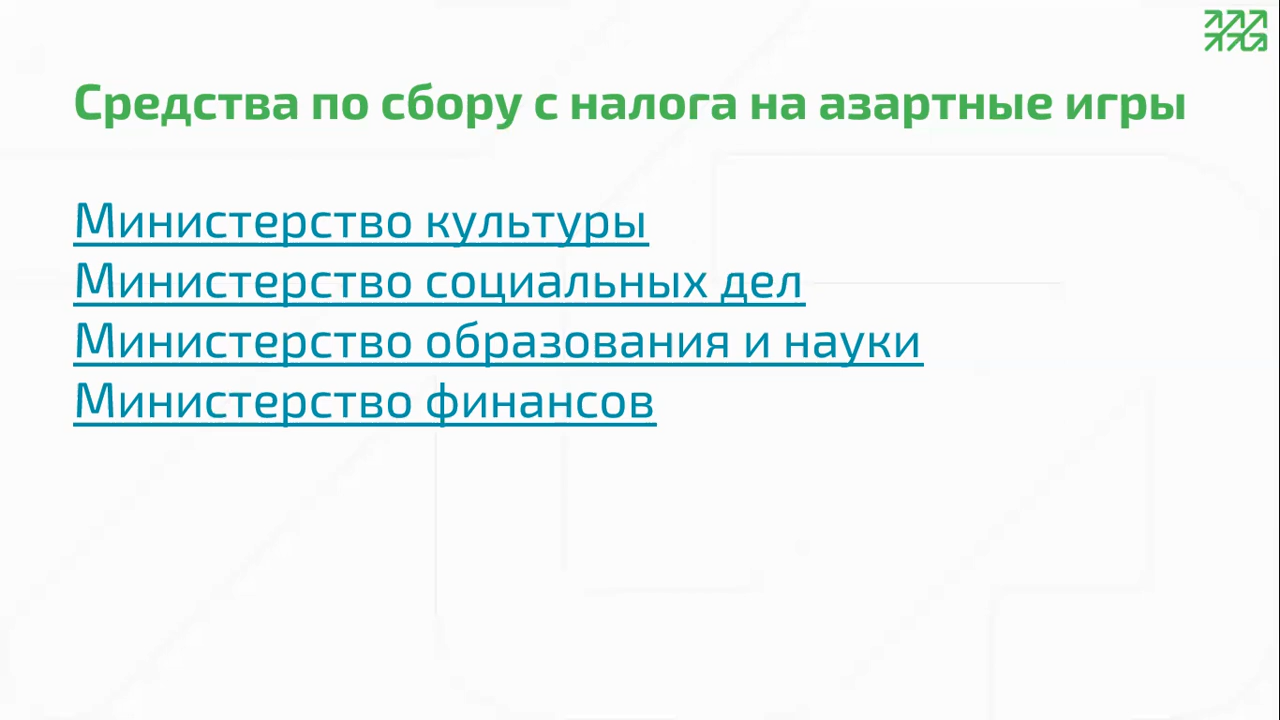 Средства по сбору с налога на азартные игры
Министерство культуры
Министерство социальных дел
Министерство образования и науки
Министерство финансов